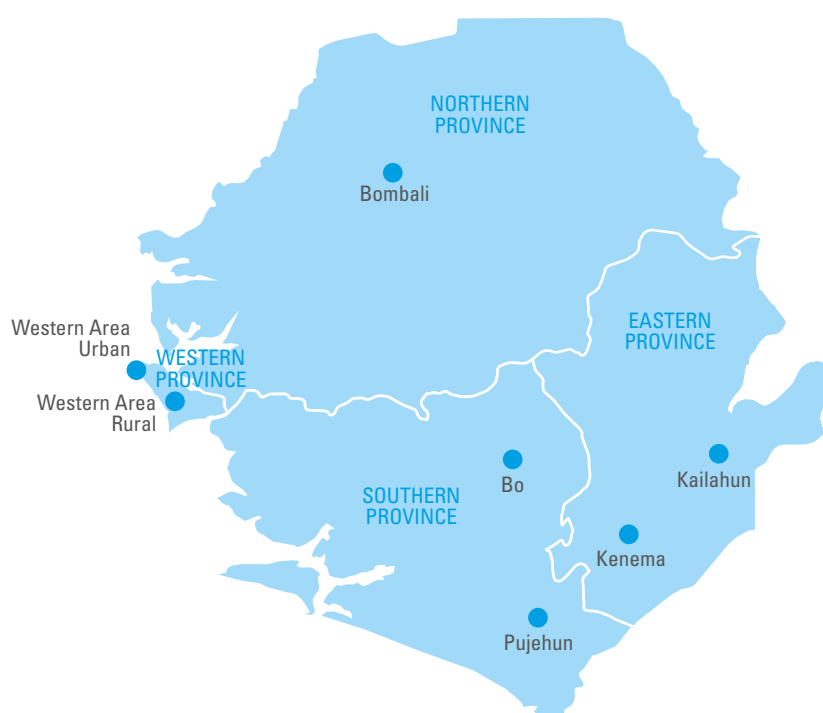 NORTHERN
PROVINCE
Bombali
Western Area
Urban
WESTERN
PROVINCE
Western Area
Rural
EASTERN
PROVINCE
Kailahun
Bo
SOUTHERN
PROVINCE
Kenema
Pujehun